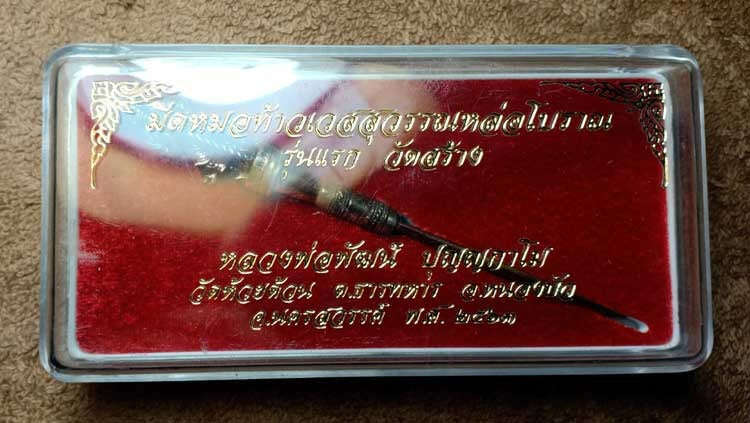 มีดหมอท้าวเวสสุวรรณหล่อโบราณ
รุ่นแรก วัดสร้าง
หลวงพ่อพัฒน์ ปุญญกาโม
วัดห้วยด้วน ต.ธารทหาร อ.หนองบัว
จ.นครสวรรค์ พ.ศ. ๒๕๖๓